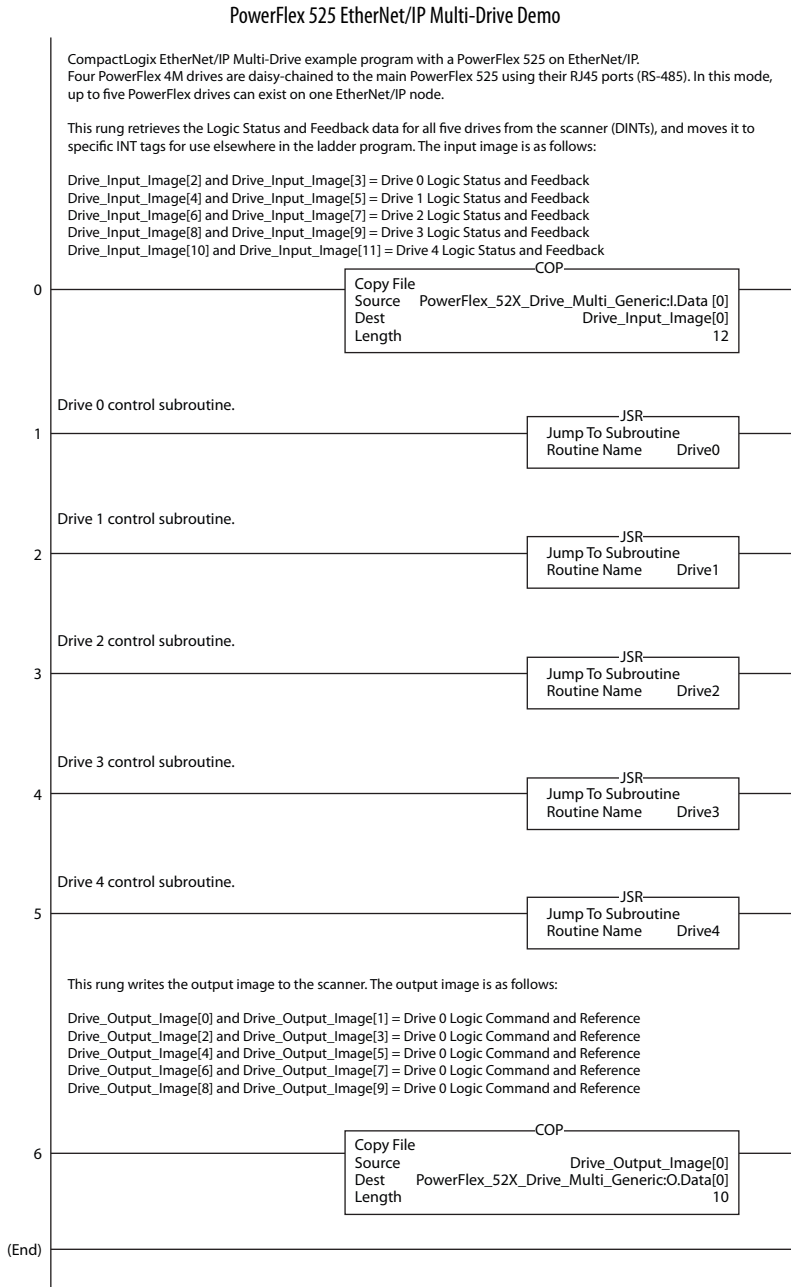 PowerFlex 525 EtherNet/IP Multi-Drive Demo
CompactLogix EtherNet/IP Multi-Drive example program with a PowerFlex 525 on EtherNet/IP.
Four PowerFlex 4M drives are daisy-chained to the main PowerFlex 525 using their RJ45 ports (RS-485). In this mode,
up to five PowerFlex drives can exist on one EtherNet/IP node.
This rung retrieves the Logic Status and Feedback data for all five drives from the scanner (DINTs), and moves it to
specific INT tags for use elsewhere in the ladder program. The input image is as follows:
Drive_Input_Image[2] and Drive_Input_Image[3] = Drive 0 Logic Status and Feedback
Drive_Input_Image[4] and Drive_Input_Image[5] = Drive 1 Logic Status and Feedback
Drive_Input_Image[6] and Drive_Input_Image[7] = Drive 2 Logic Status and Feedback
Drive_Input_Image[8] and Drive_Input_Image[9] = Drive 3 Logic Status and Feedback
Drive_Input_Image[10] and Drive_Input_Image[11] = Drive 4 Logic Status and Feedback
COP
0
Copy File
Source PowerFlex_52X_Drive_Multi_Generic:I.Data [0]
Dest Drive_Input_Image[0]
Length 12
Drive 0 control subroutine.
JSR
1
Jump To Subroutine
Routine Name Drive0
Drive 1 control subroutine.
JSR
2
Jump To Subroutine
Routine Name Drive1
Drive 2 control subroutine.
JSR
3
Jump To Subroutine
Routine Name Drive2
Drive 3 control subroutine.
JSR
4
Jump To Subroutine
Routine Name Drive3
Drive 4 control subroutine.
JSR
5
Jump To Subroutine
Routine Name Drive4
This rung writes the output image to the scanner. The output image is as follows:
Drive_Output_Image[0] and Drive_Output_Image[1] = Drive 0 Logic Command and Reference
Drive_Output_Image[2] and Drive_Output_Image[3] = Drive 0 Logic Command and Reference
Drive_Output_Image[4] and Drive_Output_Image[5] = Drive 0 Logic Command and Reference
Drive_Output_Image[6] and Drive_Output_Image[7] = Drive 0 Logic Command and Reference
Drive_Output_Image[8] and Drive_Output_Image[9] = Drive 0 Logic Command and Reference
COP
6
Copy File
Source Drive_Output_Image[0]
Dest PowerFlex_52X_Drive_Multi_Generic:O.Data[0]
Length 10
(End)